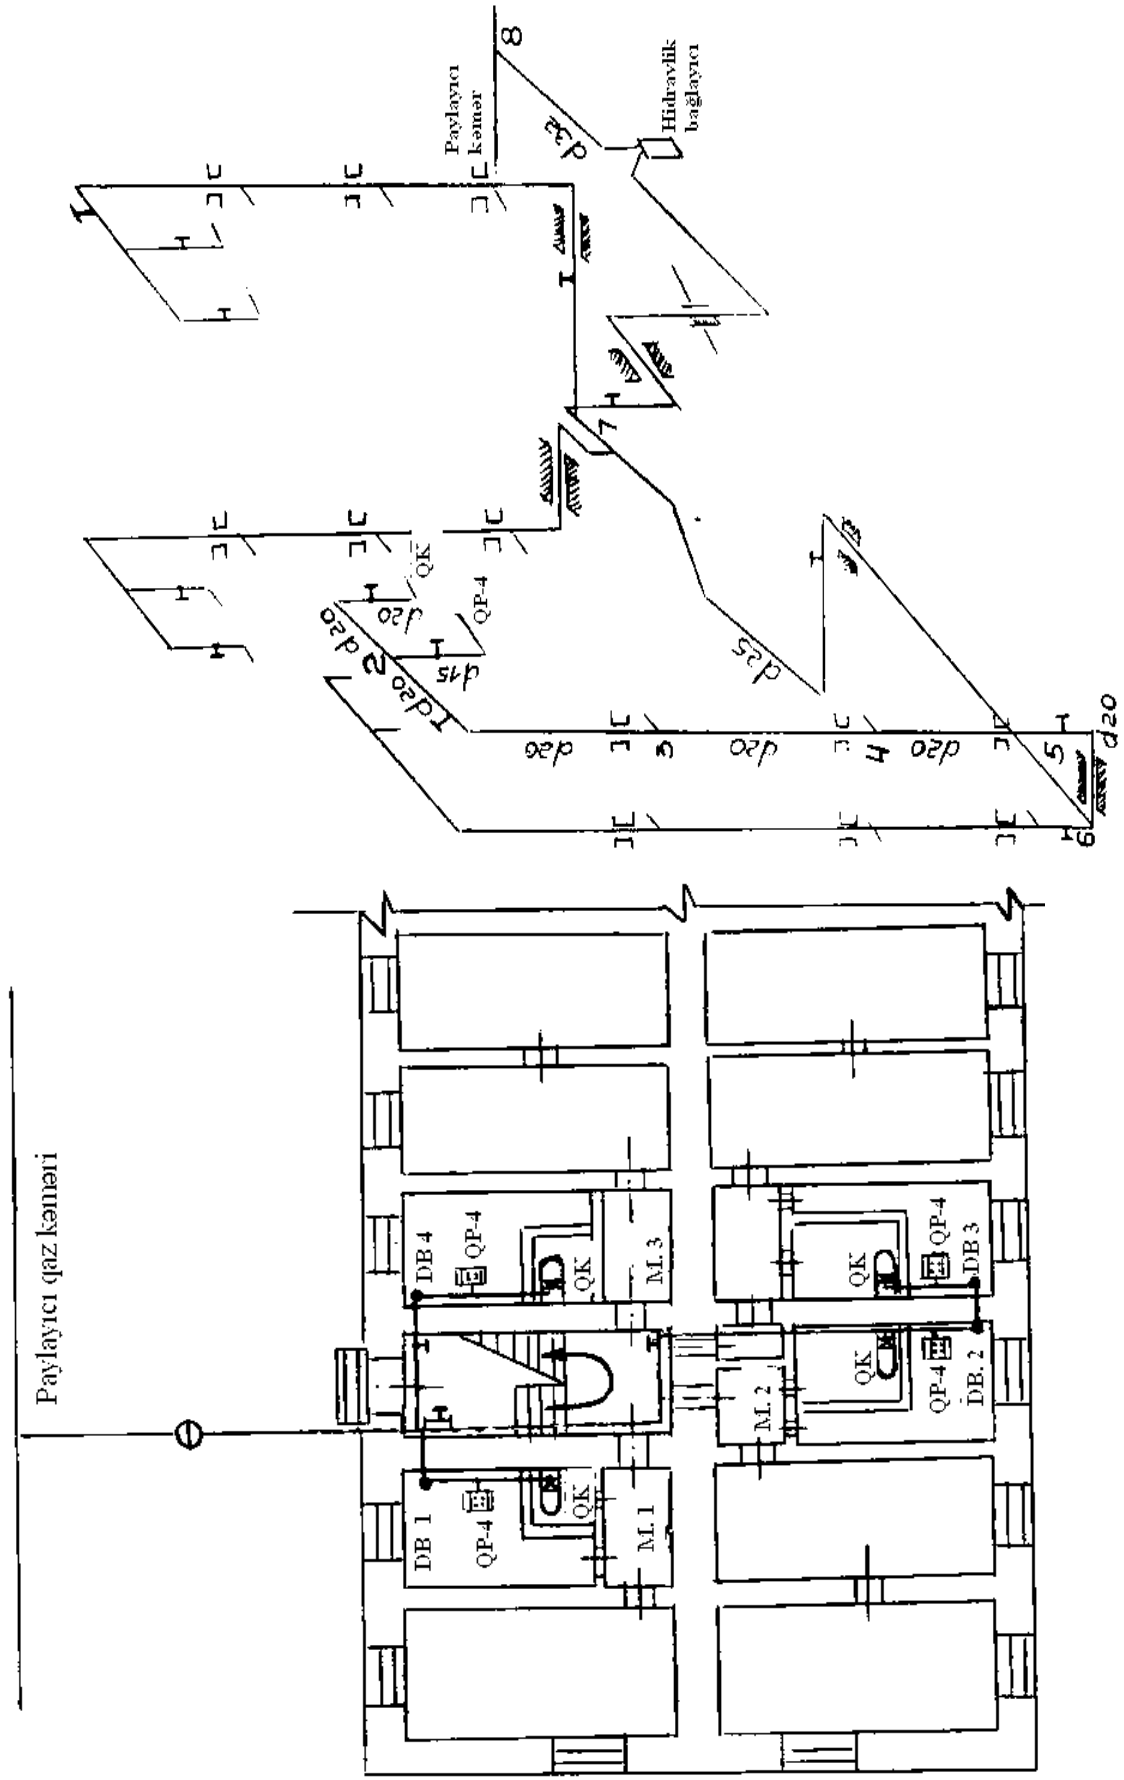 8
Paylayıcı
kəmər
d32
Hidravlik
bağlayıcı
1
7
QK
d20
d20
QP-4
2
d15
d20
d25
d20
3
d20
4
d20
5
d20
6
Paylayıcı qaz kəməri
DB 4
QP-4
QK
M. 3
QK
QP-4
DB 3
DB 1
QP-4
QK
M. 1
M. 2
QK
QP-4
DB. 2